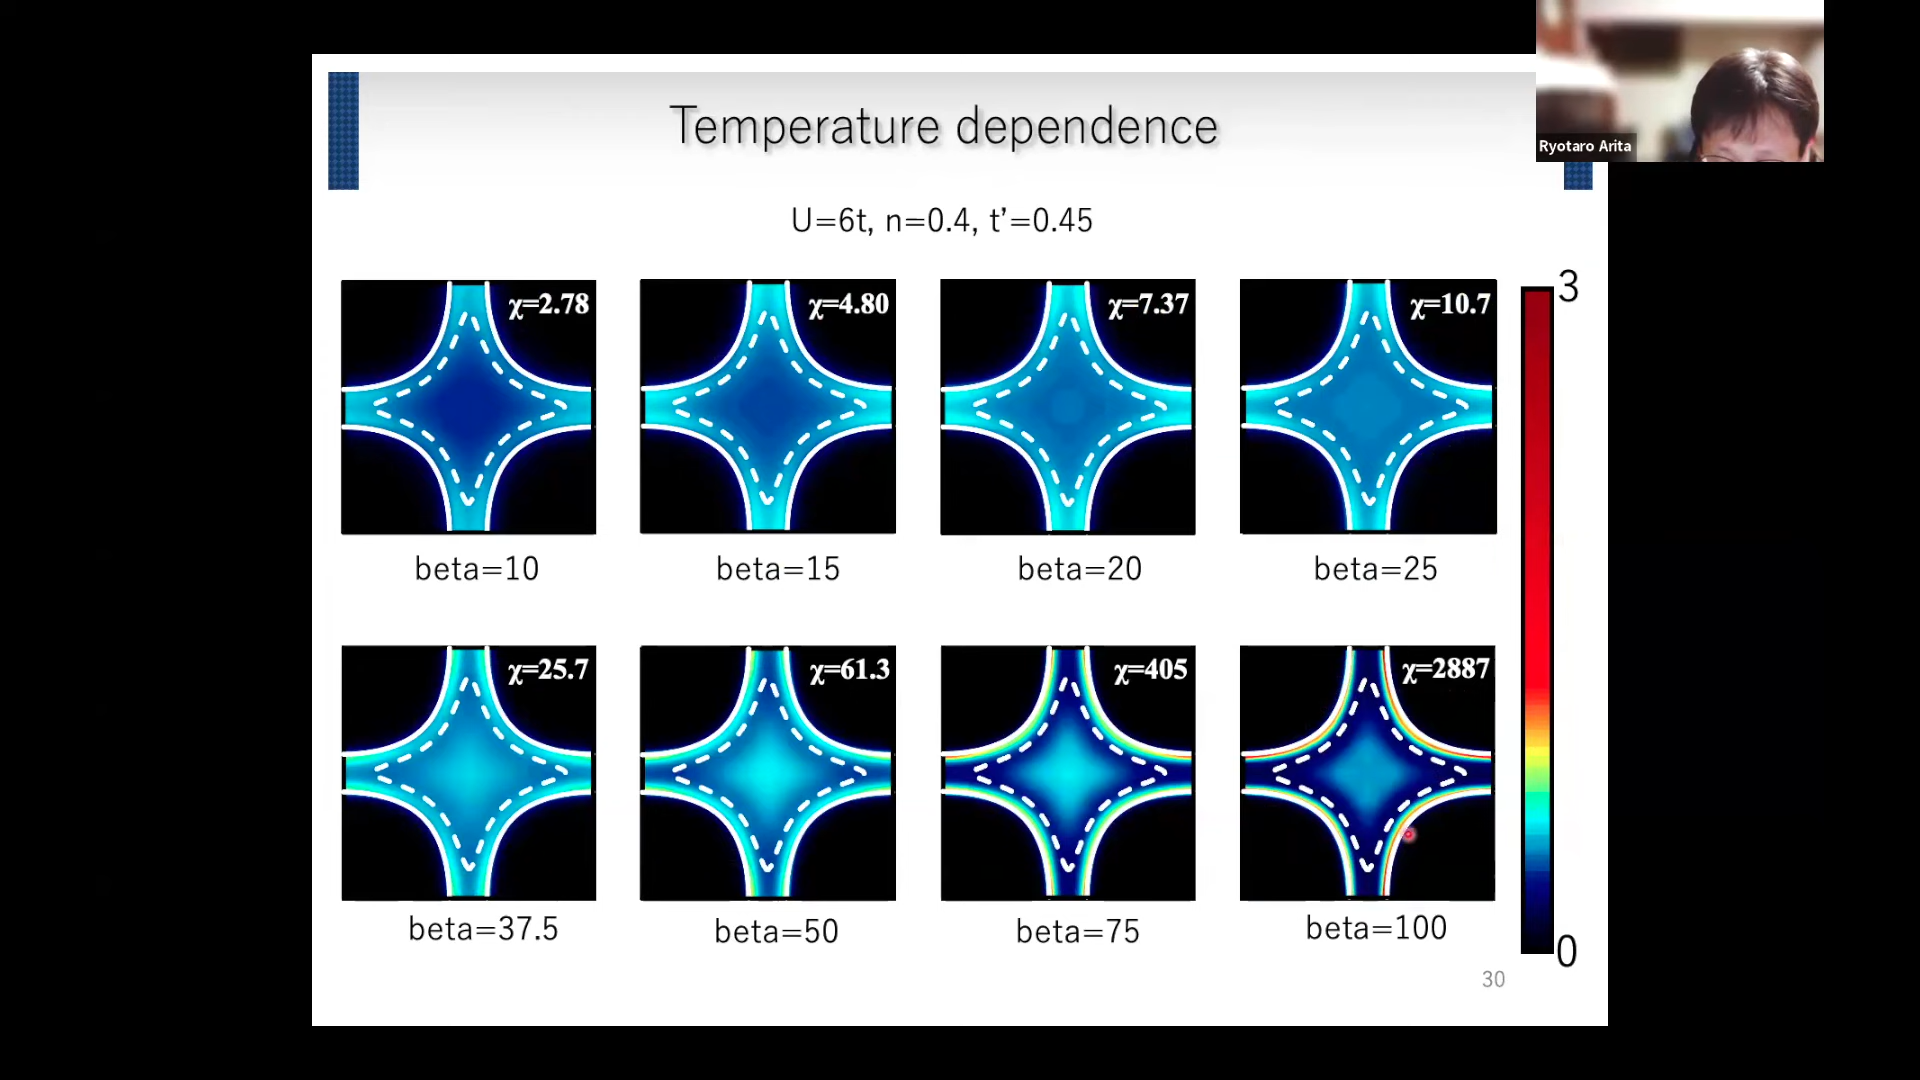 Temperature dependence
Ryotaro Arita
U=6t, n=0.4, t’=0.45
χ=2.78
χ=4.80
χ=7.37
χ=10.7
3
beta=10
beta=15
beta=20
beta=25
χ=25.7
χ=61.3
χ=405
χ=2887
beta=37.5
beta=50
beta=75
beta=100
0
30